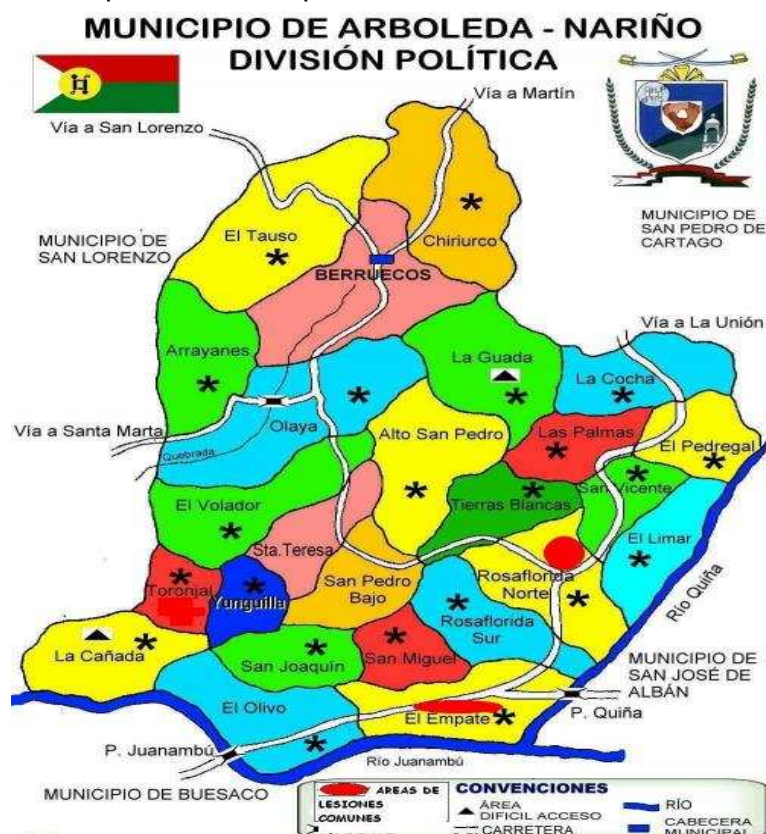 MUNICIPIO DE ARBOLEDA - NARIÑO
DIVISIÓN POLÍTICA
Vía a Martín
Vía a San Lorenzo
MUNICIPIO DE
SAN PEDRO DE
CARTAGO
El Tauso
Chiriurco
MUNICIPIO DE
SAN LORENZO
BERRUECOS
Vía a La Unión
Arrayanes
La Guada
La Cocha
Olaya
Alto San Pedro
Las Palmas
El Pedregal
Vía a Santa Marta
Quebrada
San Vicente
El Volador
Tierras Blancas
El Limar
Sta.Teresa
Río Quiña
Toronjal
Yunguilla
San Pedro
Bajo
Rosaflorida
Norte
Rosaflorida
Sur
La Cañada
San Joaquín
San Miguel
MUNICIPIO DE
SAN JOSÉ DE
ALBÁN
El Olivo
El Empate
P. Quiña
P. Juanambú
Río Juanambú
MUNICIPIO DE BUESACO
CONVENCIONES
AREAS DE
LESIONES
COMUNES
ÁREA
DIFICIL ACCESO
CARRETERA
RÍO
CABECERA
MUNICIPAL